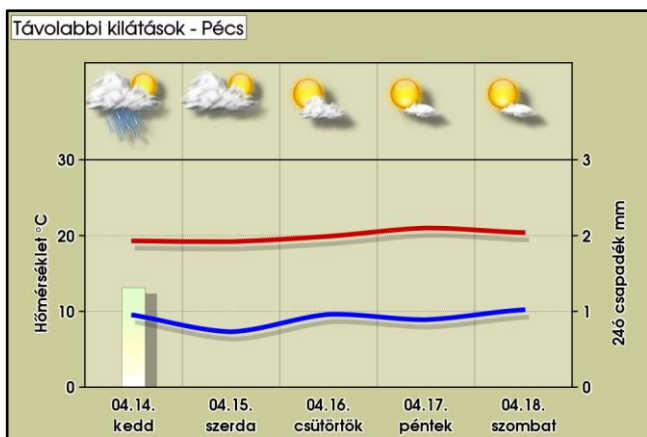 Távolabbi kilátások - Pécs
30
20
10
0
3
2
1
0
Hőmérséklet °C
24ó csapadék mm
04.14. 04.15. 04.16. 04.17. 04.18.
kedd szerda csütörtök péntek szombat